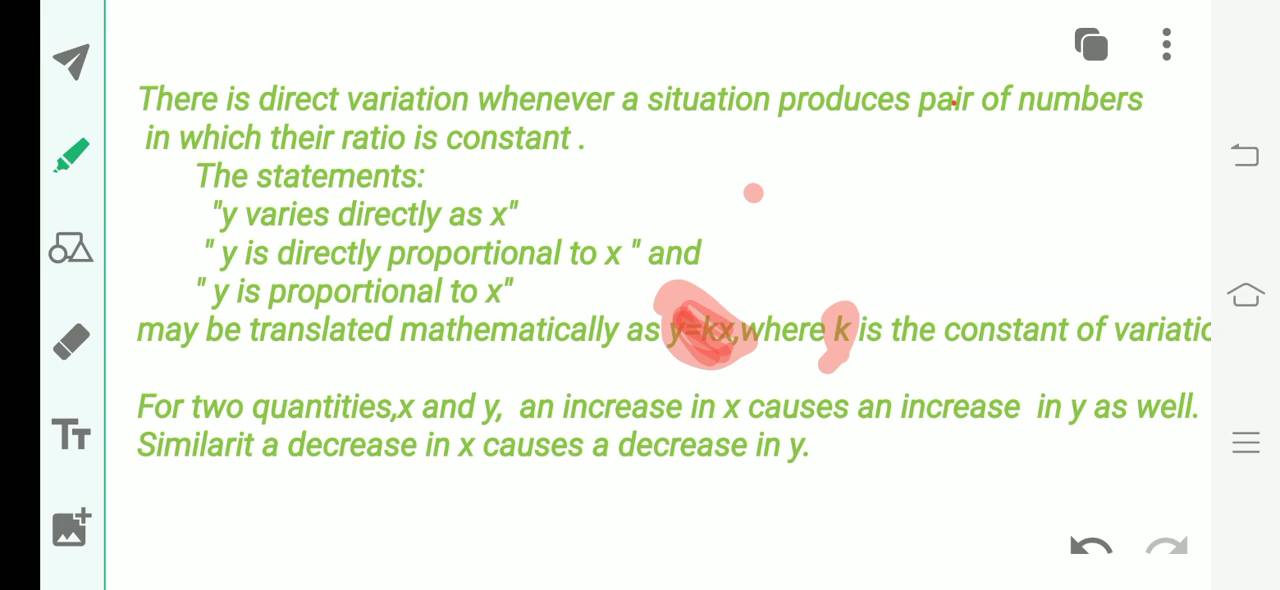 There is direct variation whenever a situation produces pair of numbers
in which their ratio is constant .
The statements:
"y varies directly as x"
" y is directly proportional to x " and
" y is proportional to x"
may be translated mathematically as y=kx,where k is the constant of variatic
For two quantities,x and y, an increase in x causes an increase in y as well.
Similarit a decrease in x causes a decrease in y.
TT